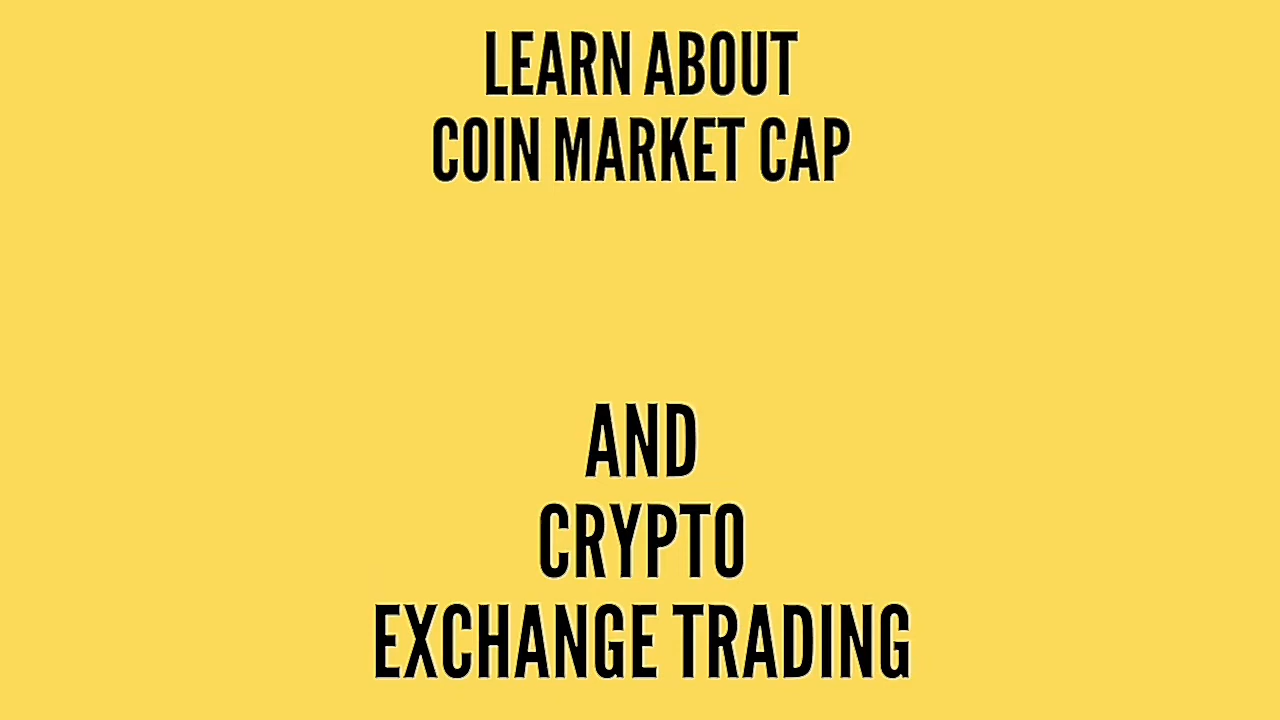 LEARN ABOUT
COIN MARKET CAP
AND
CRYPTO
EXCHANGE TRADING